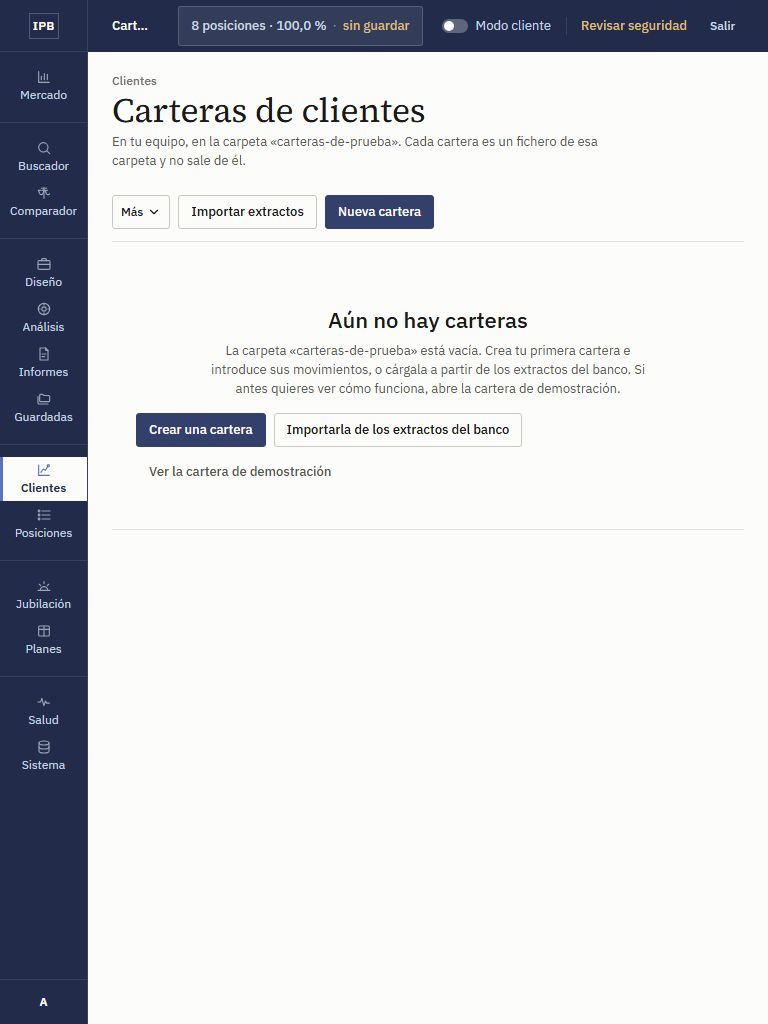 IPB
Cart...
8 posiciones · 100,0 % · sin guardar
Modo cliente
Revisar seguridad
Salir
Mercado
Buscador
Comparador
Diseño
Análisis
Informes
Guardadas
Clientes
Posiciones
Jubilación
Planes
Salud
Sistema
A
Clientes
Carteras de clientes
En tu equipo, en la carpeta «carteras-de-prueba». Cada cartera es un fichero de esa
carpeta y no sale de él.
Más
Importar extractos
Nueva cartera
Aún no hay carteras
La carpeta «carteras-de-prueba» está vacía. Crea tu primera cartera e
introduce sus movimientos, o cárgala a partir de los extractos del banco. Si
antes quieres ver cómo funciona, abre la cartera de demostración.
Crear una cartera
Importarla de los extractos del banco
Ver la cartera de demostración